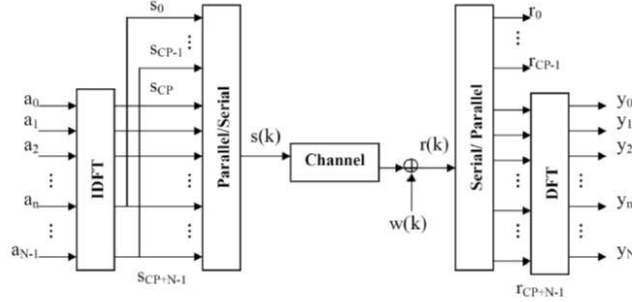 s0
sCP-1
sCP
a0
a1
a2
an
aN-1
IDFT
sCP+N-1
Parallel/Serial
s(k)
Channel
r(k)
w(k)
Serial/ Parallel
r0
rCP-1
DFT
y0
y1
y2
yn
yN
rCP+N-1